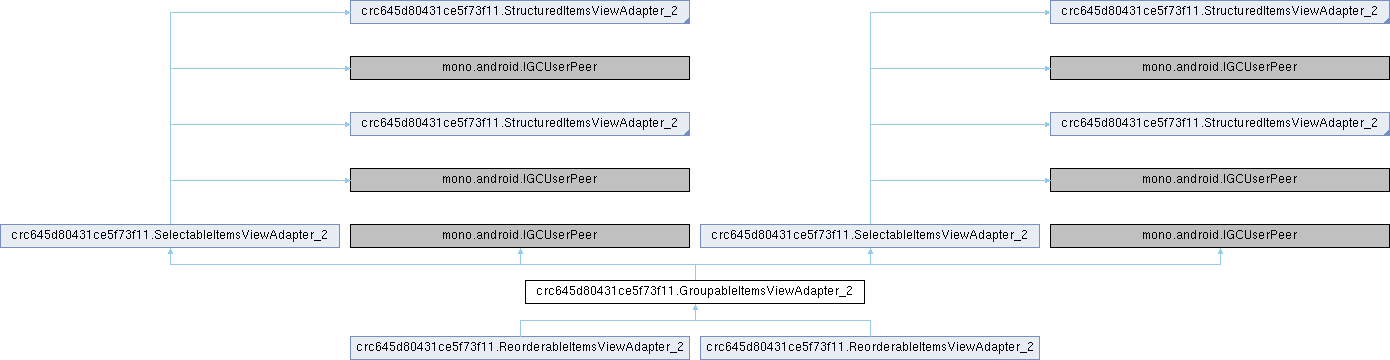 crc645d80431ce5f73f11.StructuredItemsViewAdapter_2
crc645d80431ce5f73f11.StructuredItemsViewAdapter_2
mono.android.IGCUserPeer
mono.android.IGCUserPeer
crc645d80431ce5f73f11.StructuredItemsViewAdapter_2
crc645d80431ce5f73f11.StructuredItemsViewAdapter_2
mono.android.IGCUserPeer
mono.android.IGCUserPeer
crc645d80431ce5f73f11.SelectableItemsViewAdapter_2
mono.android.IGCUserPeer
crc645d80431ce5f73f11.SelectableItemsViewAdapter_2
mono.android.IGCUserPeer
crc645d80431ce5f73f11.GroupableItemsViewAdapter_2
crc645d80431ce5f73f11.ReorderableItemsViewAdapter_2
crc645d80431ce5f73f11.ReorderableItemsViewAdapter_2